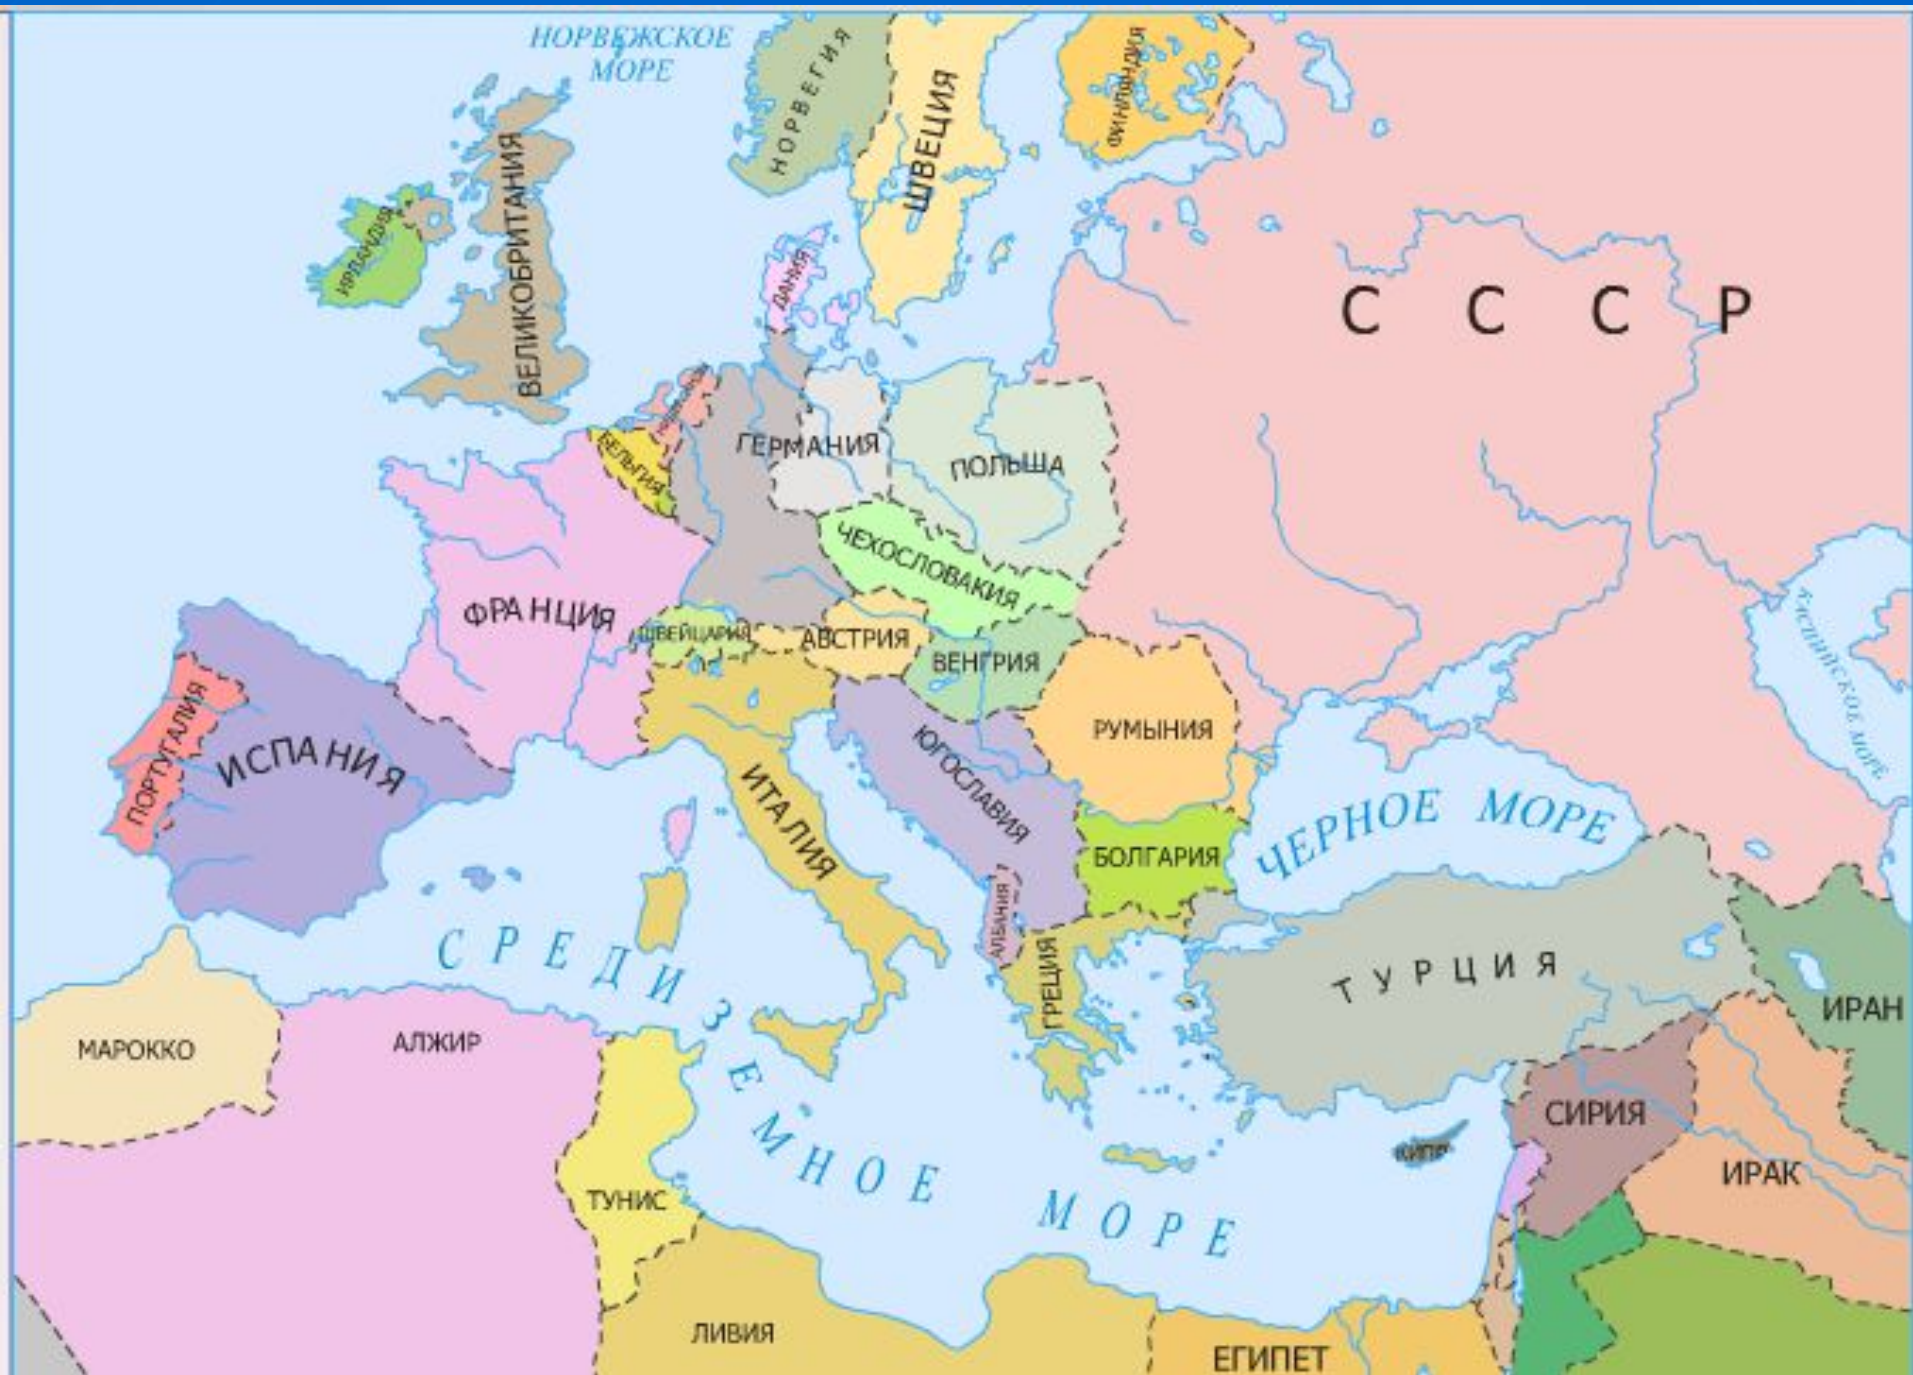 НОРВЕЖСКОЕ
МОРЕ
НОРВЕГИЯ
ШВЕЦИЯ
ФИНЛЯНДИЯ
ВЕЛИКОБРИТАНИЯ
ИРЛАНДИЯ
ДАНИЯ
СССР
БЕЛЬГИЯ
ГЕРМАНИЯ
ПОЛЬША
ЧЕХОСЛОВАКИЯ
ФРАНЦИЯ
ШВЕЙЦАРИЯ
АВСТРИЯ
ВЕНГРИЯ
РУМЫНИЯ
КАСПИЙСКОЕ МОРЕ
ПОРТУГАЛИЯ
ИСПАНИЯ
ИТАЛИЯ
ЮГОСЛАВИЯ
БОЛГАРИЯ
ЧЕРНОЕ МОРЕ
АЛБАНИЯ
ГРЕЦИЯ
ТУРЦИЯ
ИРАН
СРЕДИЗЕМНОЕ МОРЕ
МАРОККО
АЛЖИР
ТУНИС
КИПР
СИРИЯ
ИРАК
ЛИВИЯ
ЕГИПЕТ